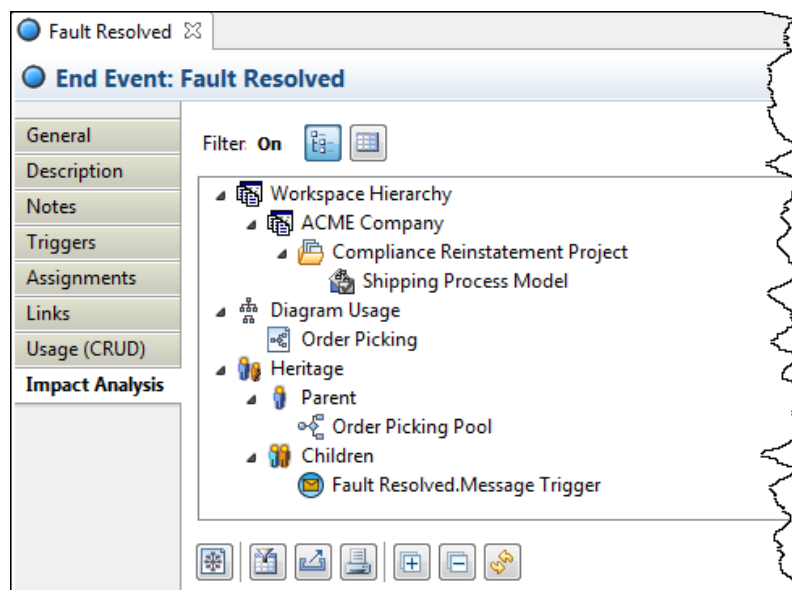 Fault Resolved
End Event: Fault Resolved
General
Description
Notes
Triggers
Assignments
Links
Usage (CRUD)
Impact Analysis
Filter: On
Workspace Hierarchy
ACME Company
Compliance Reinstatement Project
Shipping Process Model
Diagram Usage
Order Picking
Heritage
Parent
Order Picking Pool
Children
Fault Resolved.Message Trigger